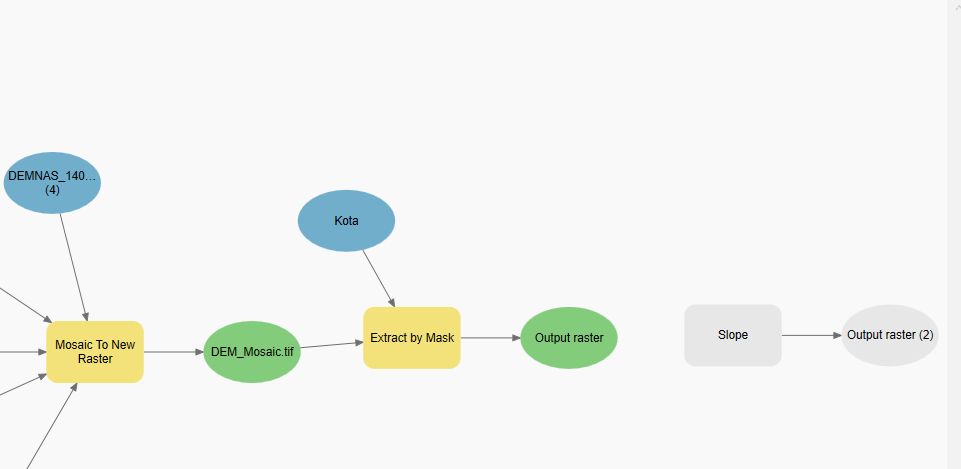 DEMNAS_140...
(4)
Kota
Mosaic To New
Raster
DEM_Mosaic.tif
Extract by Mask
Output raster
Slope
Output raster (2)